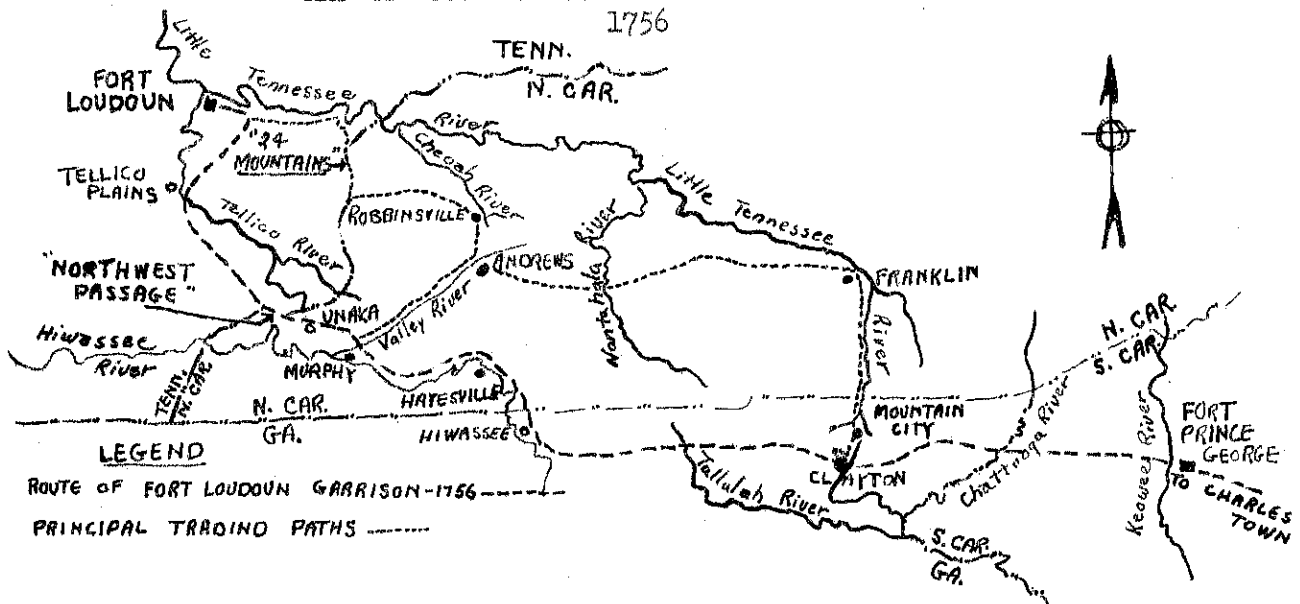 1756
TENN.
N. CAR.
Little
Tennessee
River
FORT
LOUDOUN
"24
MOUNTAINS"
Cheoah River
TELLICO
PLAINS
Tellico River
ROBBINSVILLE
Little Tennessee
River
Nantahala River
ANDREWS
FRANKLIN
"NORTHWEST
PASSAGE"
UNAKA
Valley River
Hiwassee
River
MURPHY
TENN.
N. CAR.
HAYESVILLE
N. CAR.
S. CAR.
N. CAR.
GA.
HIWASSEE
MOUNTAIN
CITY
Chattooga River
Keowees River
FORT
PRINCE
GEORGE
CLAYTON
TO CHARLES
TOWN
Tallulah River
S. CAR.
GA.
LEGEND
ROUTE OF FORT LOUDOUN GARRISON-1756
PRINCIPAL TRADING PATHS